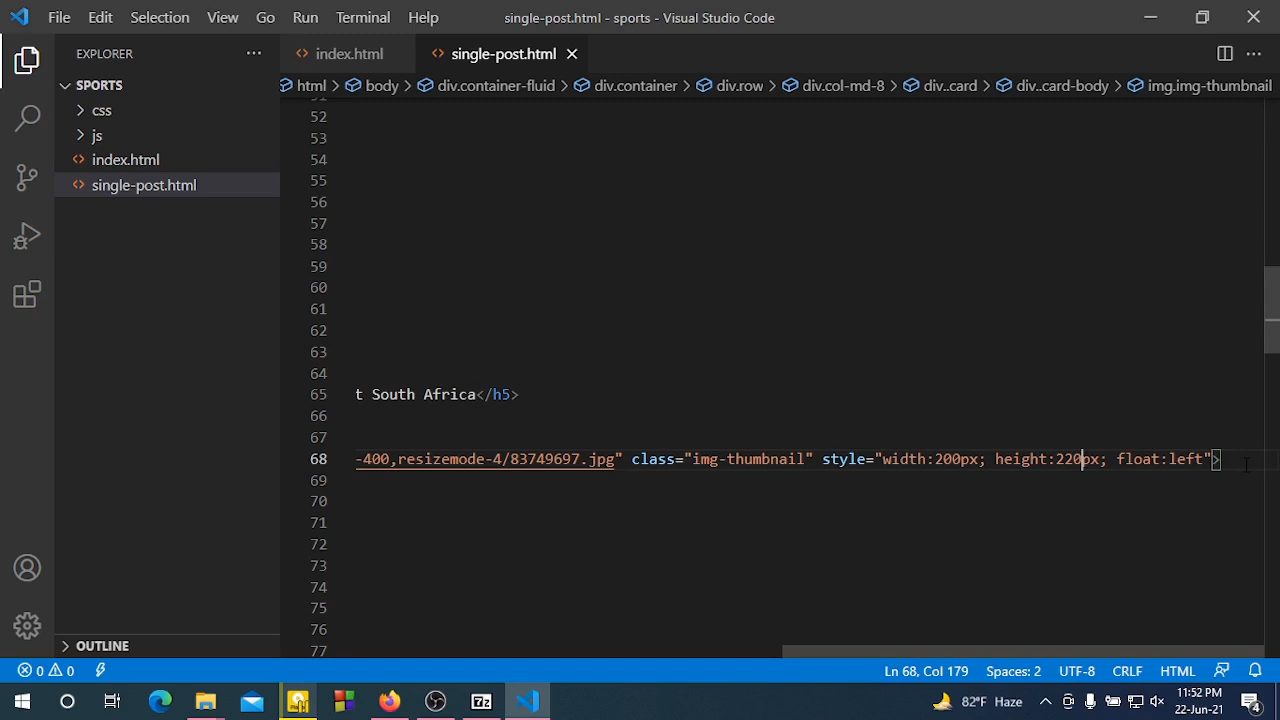 File Edit Selection View Go Run Terminal Help single-post.html - sports - Visual Studio Code
EXPLORER
index.html single-post.html
html body div.container-fluid div.container div.row div.col-md-8 div..card div..card-body img.img-thumbnail
SPORTS
css
js
index.html
single-post.html
51
52
53
54
55
56
57
58
59
60
61
62
63
64
65 t South Africa</h5>
66
67
68 -400,resizemode-4/83749697.jpg" class="img-thumbnail" style="width:200px; height:220px; float:left">
69
70
71
72
73
74
75
76
77
OUTLINE
0 0 Ln 68, Col 179 Spaces: 2 UTF-8 CRLF HTML
Zz 82°F Haze 11:52 PM
22-Jun-21 4